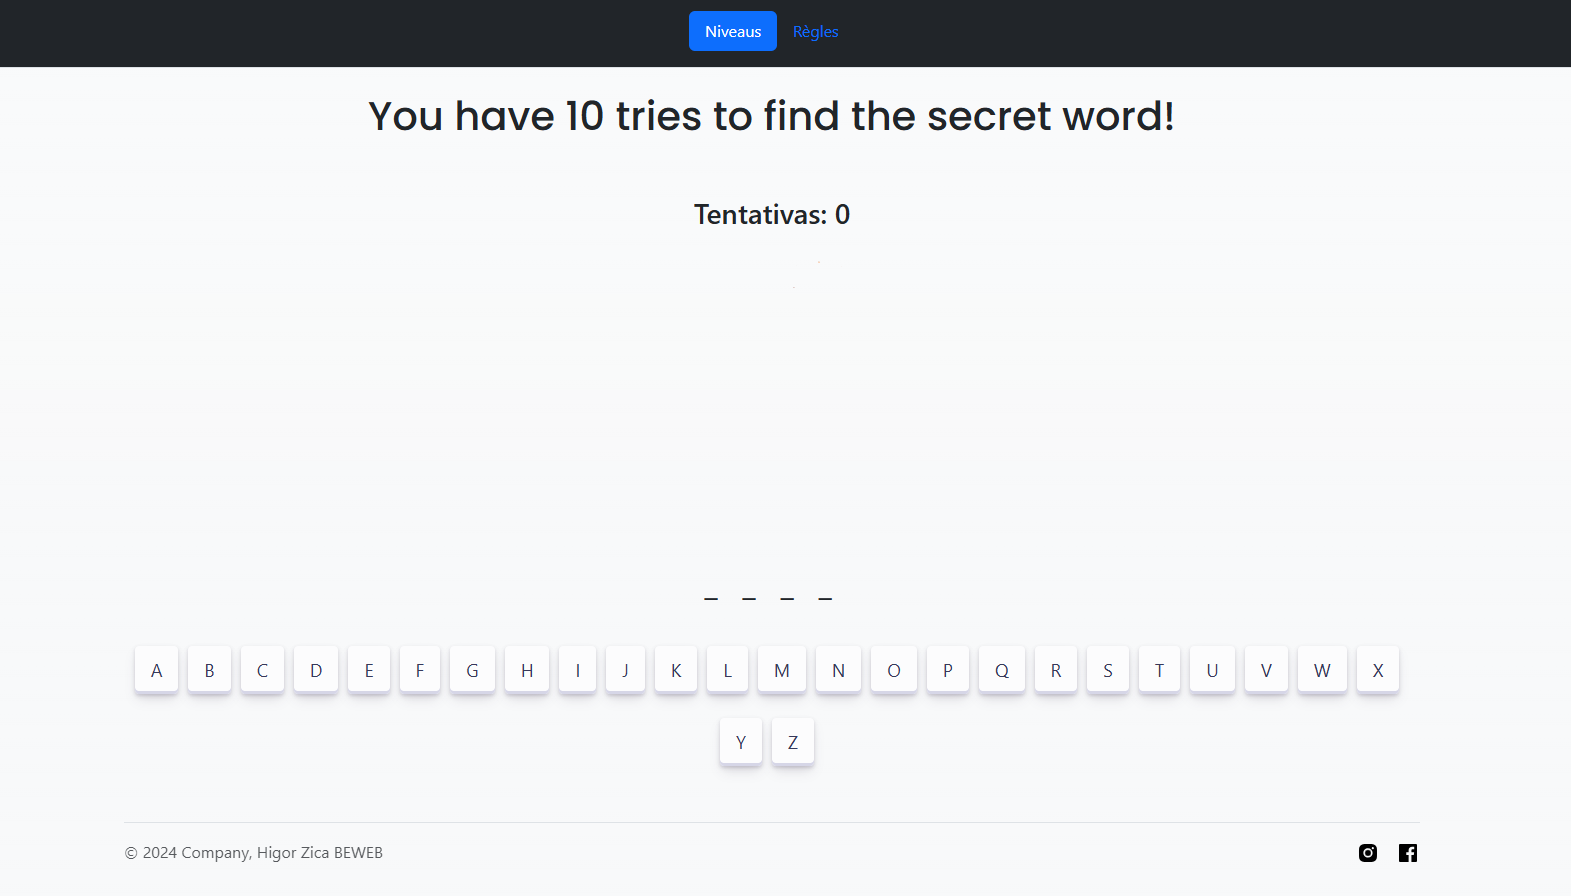 Niveaus Règles
You have 10 tries to find the secret word!
Tentativas: 0
_ _ _ _
A B C D E F G H I J K L M N O P Q R S T U V W X
Y Z
© 2024 Company, Higor Zica BEWEB